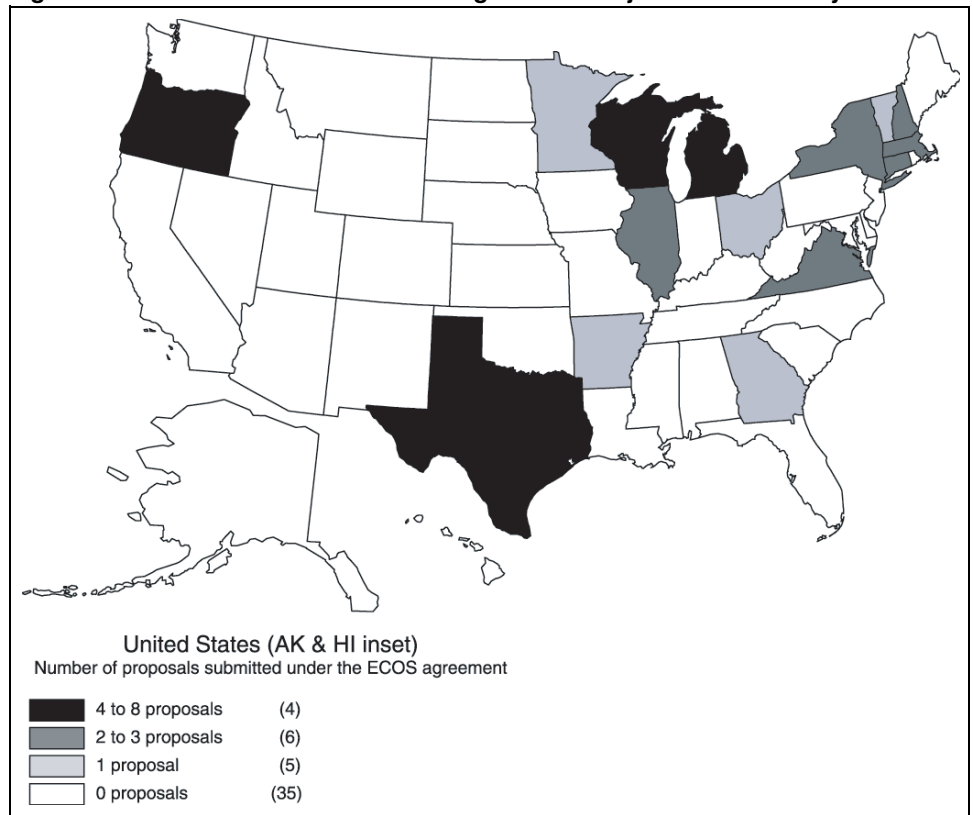 United States (AK & HI inset)
Number of proposals submitted under the ECOS agreement
4 to 8 proposals (4)
2 to 3 proposals (6)
1 proposal (5)
0 proposals (35)